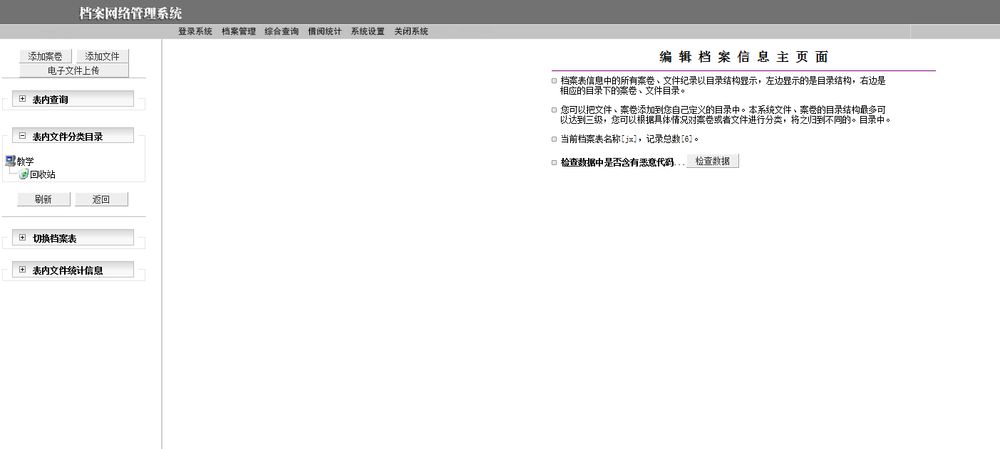 档案网络管理系统
登录系统 档案管理 综合查询 借阅统计 系统设置 关闭系统
添加案卷 添加文件
电子文件上传
表内查询
表内文件分类目录
教学
回收站
刷新 返回
切换档案表
表内文件统计信息
编辑档案信息主页面
档案表信息中的所有案卷、文件纪录以目录结构显示，左边显示的是目录结构，右边是
相应的目录下的案卷、文件目录。
您可以把文件、案卷添加到您自己定义的目录中。本系统文件、案卷的目录结构最多可
以达到三级，您可以根据具体情况对案卷或者文件进行分类，将之归到不同的。目录中。
当前档案表名称[jx]，记录总数[6]。
检查数据中是否含有恶意代码... 检查数据